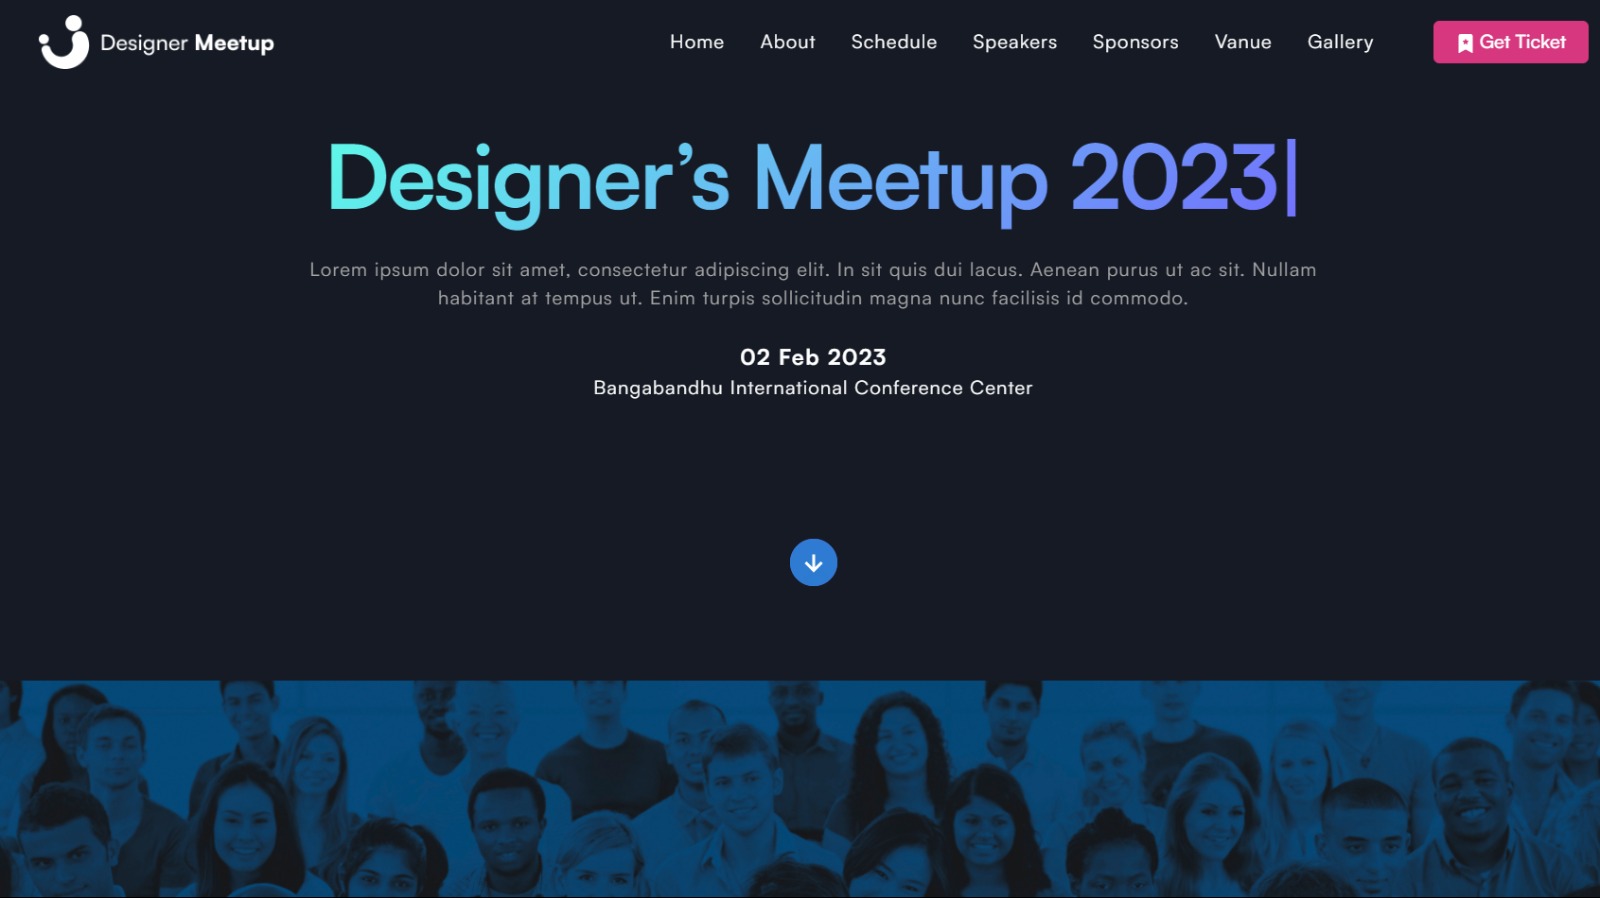 Designer Meetup
Home About Schedule Speakers Sponsors Vanue Gallery Get Ticket
Designer’s Meetup 2023|
Lorem ipsum dolor sit amet, consectetur adipiscing elit. In sit quis dui lacus. Aenean purus ut ac sit. Nullam
habitant at tempus ut. Enim turpis sollicitudin magna nunc facilisis id commodo.
02 Feb 2023
Bangabandhu International Conference Center